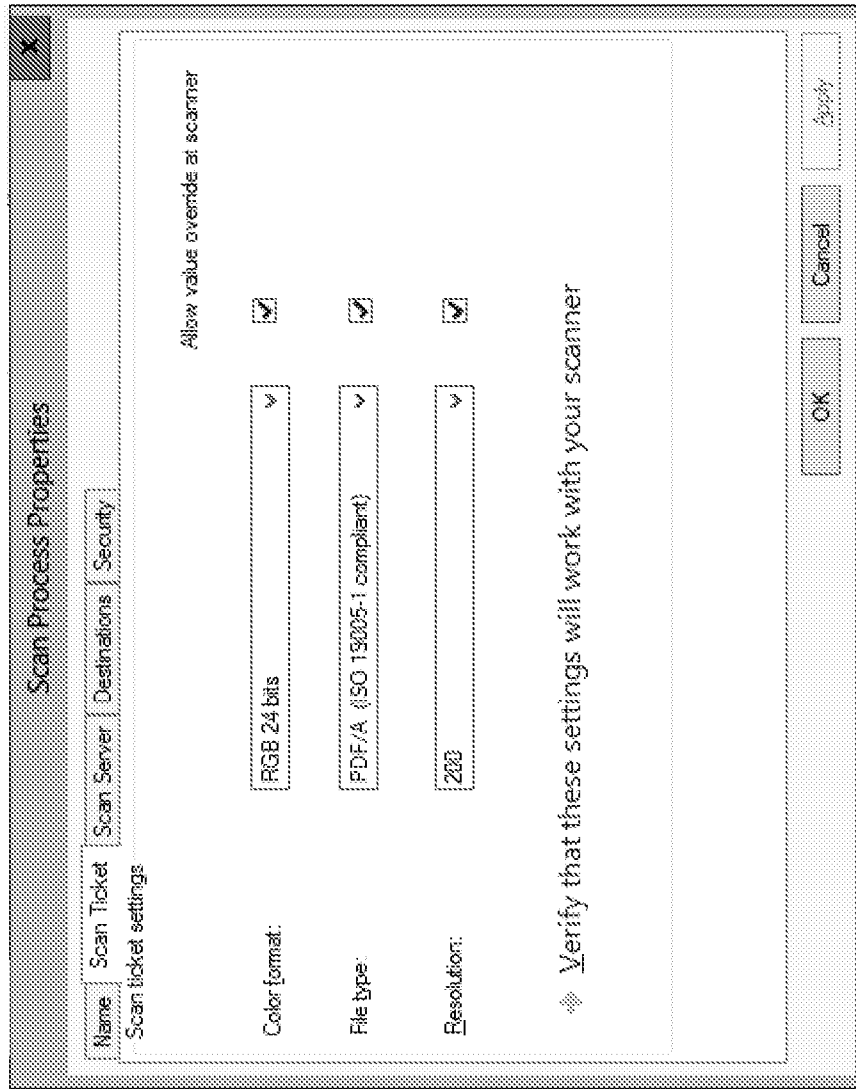 Scan Process Properties
X
Name Scan Ticket Scan Server Destinations Security
Scan ticket settings
Allow value override at scanner
Color format: RGB 24 bits
File type: PDF/A (ISO 19005-1 compliant)
Resolution: 200
Verify that these settings will work with your scanner
OK Cancel Apply